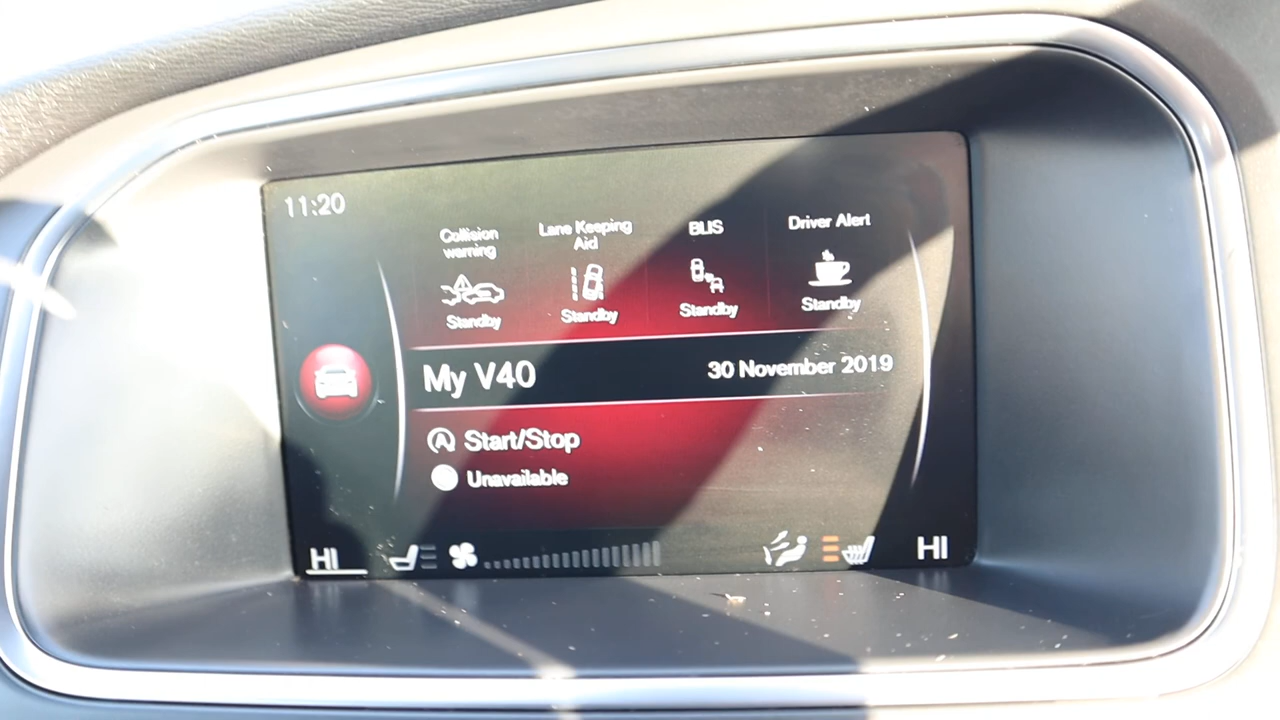 11:20
Collision
warning
Lane Keeping
Aid
BLIS
Driver Alert
Standby
Standby
Standby
Standby
My V40
30 November 2019
A Start/Stop
Unavailable
HI
HI